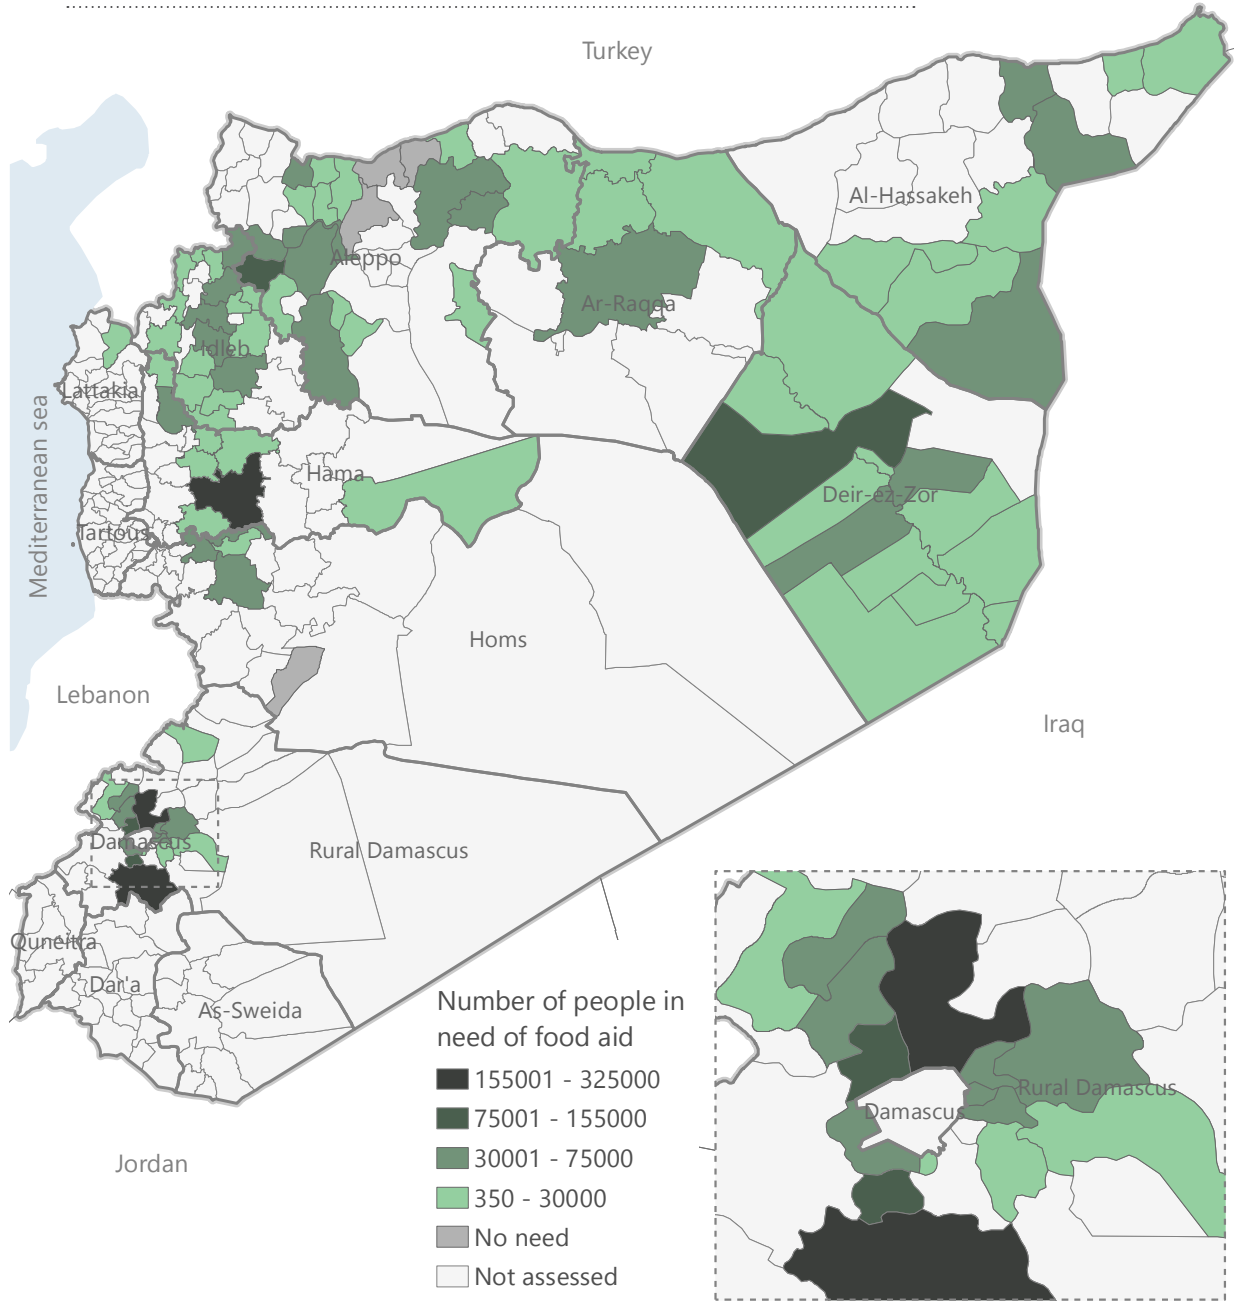 Turkey
Al-Hassakeh
Aleppo
Ar-Raqqa
Idleb
Lattakia
Mediterranean sea
Hama
Deir-ez-Zor
Tartous
Homs
Lebanon
Iraq
Damascus
Rural Damascus
Quneitra
Dar'a
As-Sweida
Jordan
Number of people in
need of food aid
155001 - 325000
75001 - 155000
30001 - 75000
350 - 30000
No need
Not assessed
Rural Damascus
Damascus